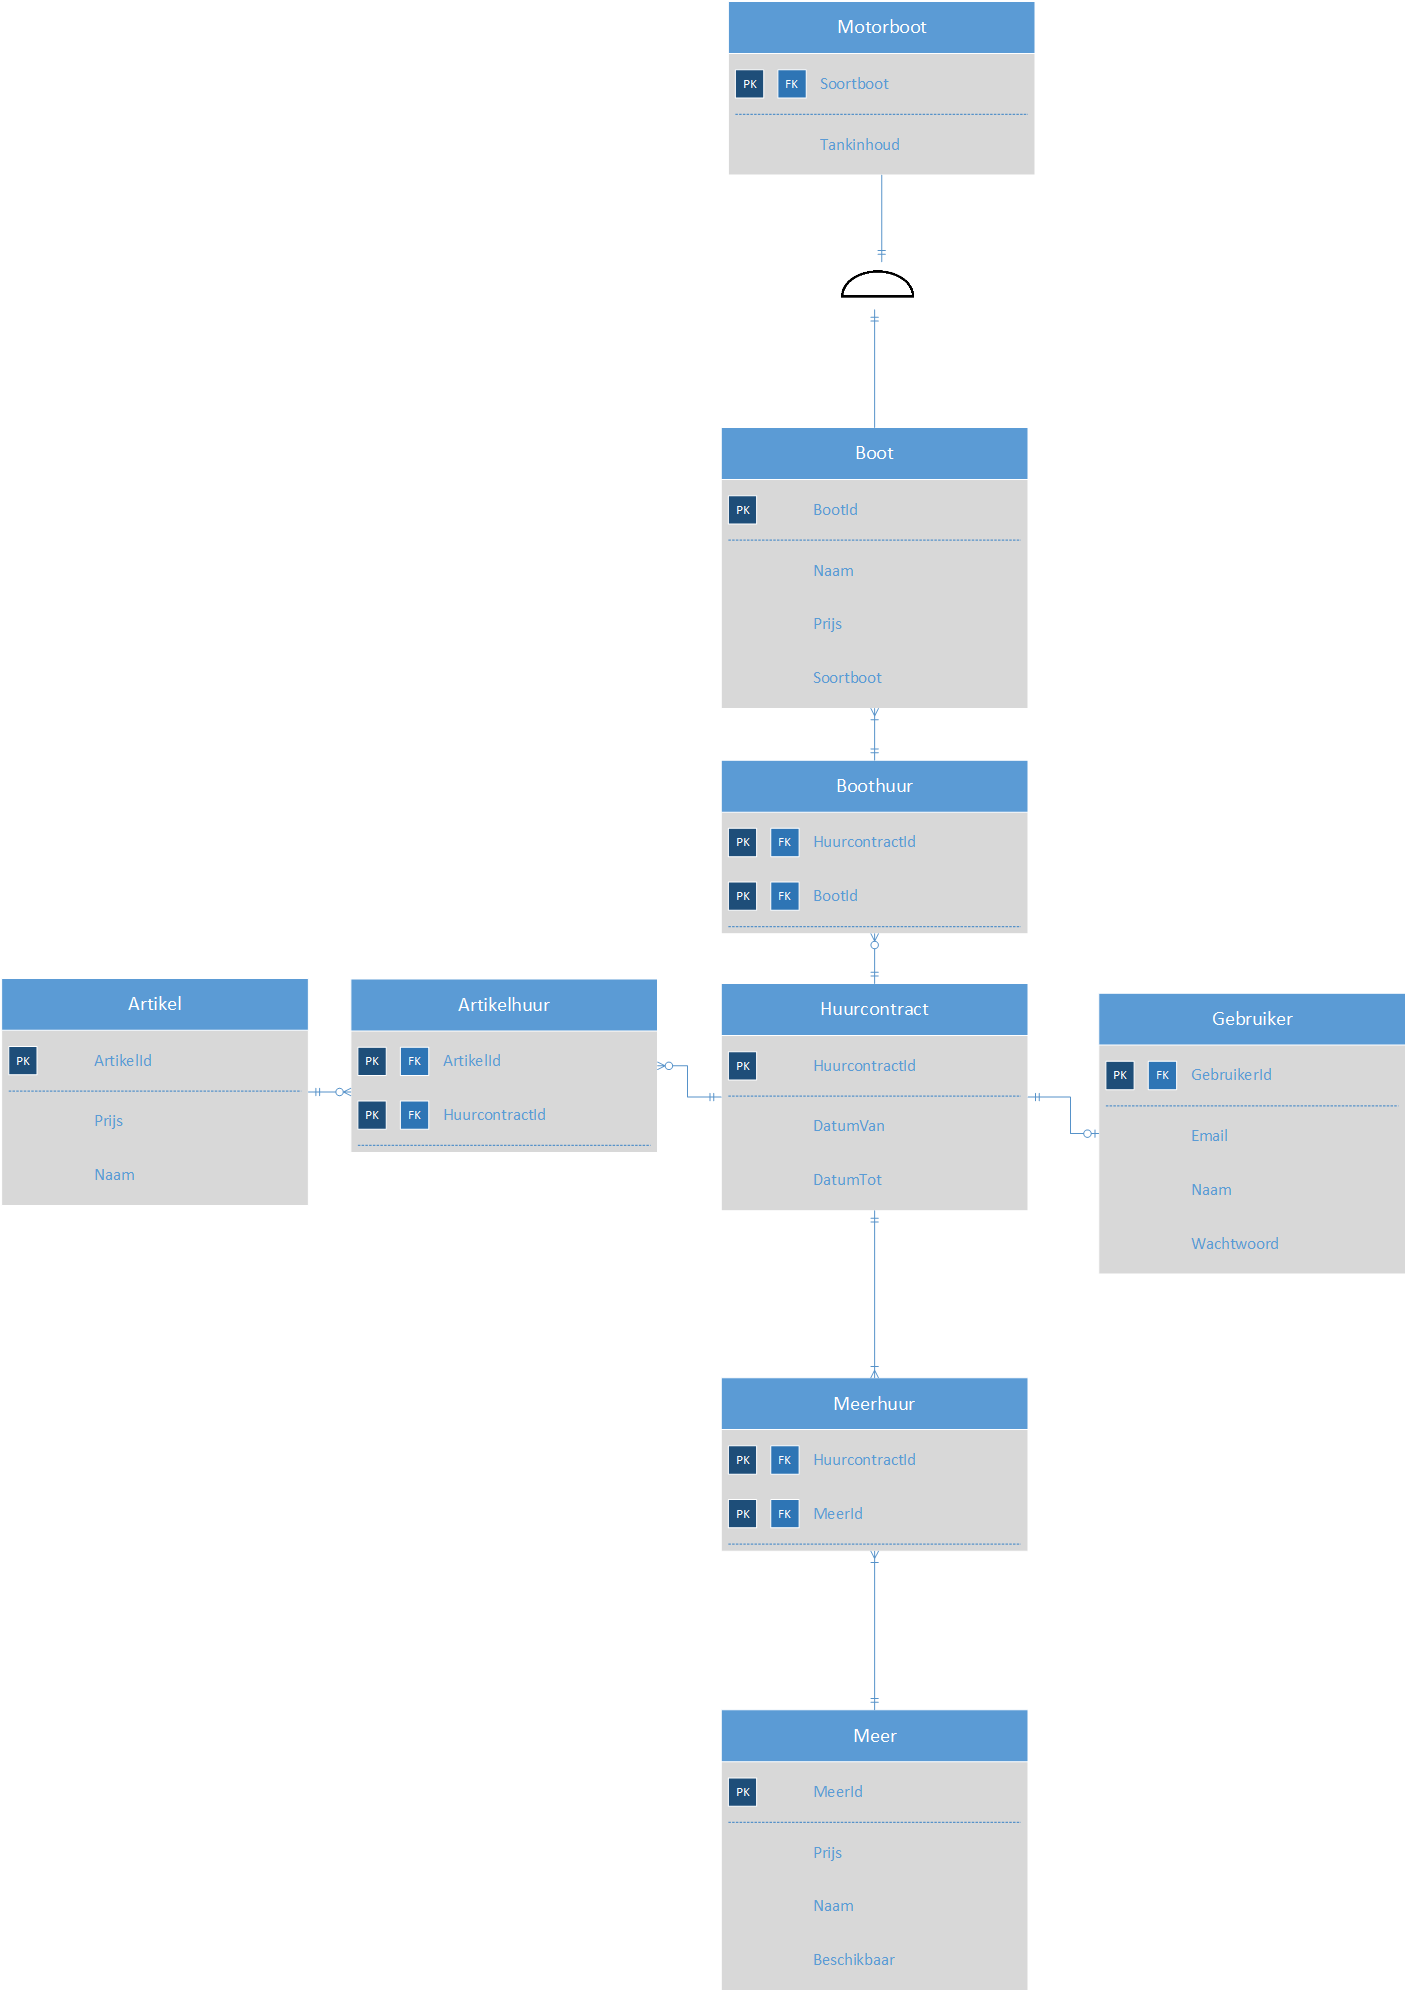 Motorboot
PK FK Soortboot
Tankinhoud
Boot
PK BootId
Naam
Prijs
Soortboot
Boothuur
PK FK HuurcontractId
PK FK BootId
Artikel
PK ArtikelId
Prijs
Naam
Artikelhuur
PK FK ArtikelId
PK FK HuurcontractId
Huurcontract
PK HuurcontractId
DatumVan
DatumTot
Gebruiker
PK FK GebruikerId
Email
Naam
Wachtwoord
Meerhuur
PK FK HuurcontractId
PK FK MeerId
Meer
PK MeerId
Prijs
Naam
Beschikbaar